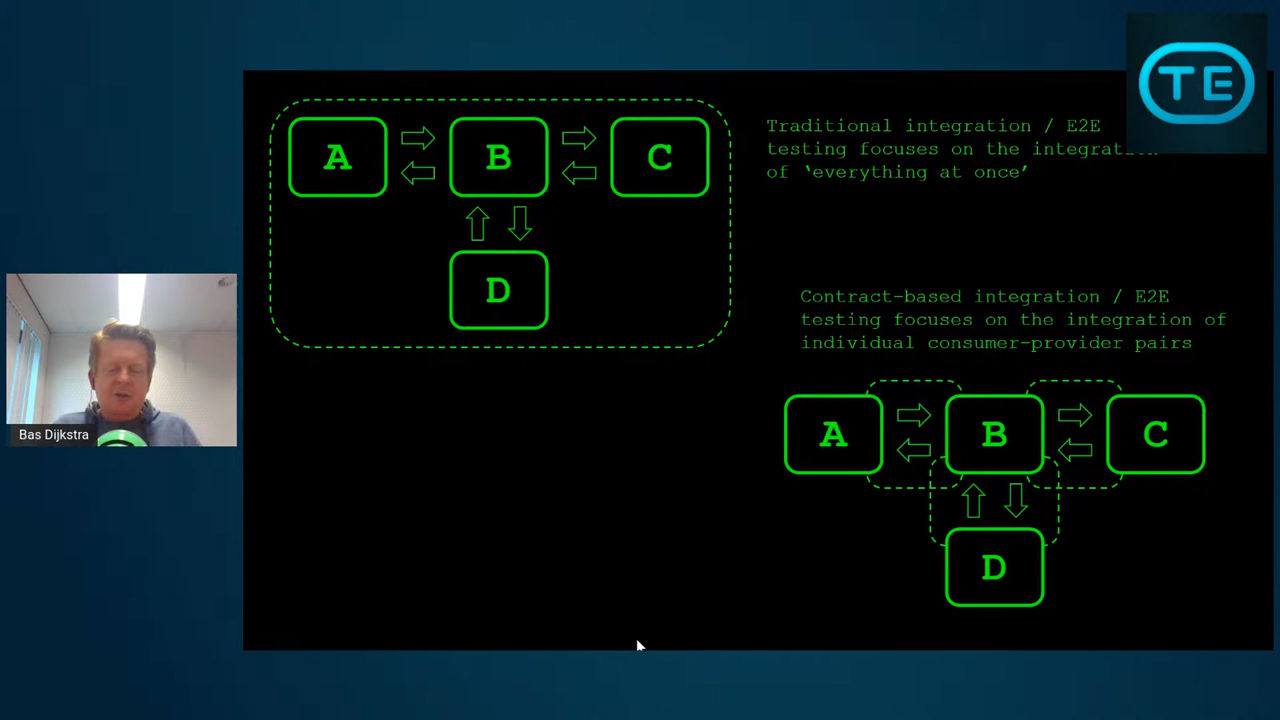 TE
A
B
C
D
Traditional integration / E2E
testing focuses on the integration
of ‘everything at once’
Contract-based integration / E2E
testing focuses on the integration of
individual consumer-provider pairs
A
B
C
D
Bas Dijkstra